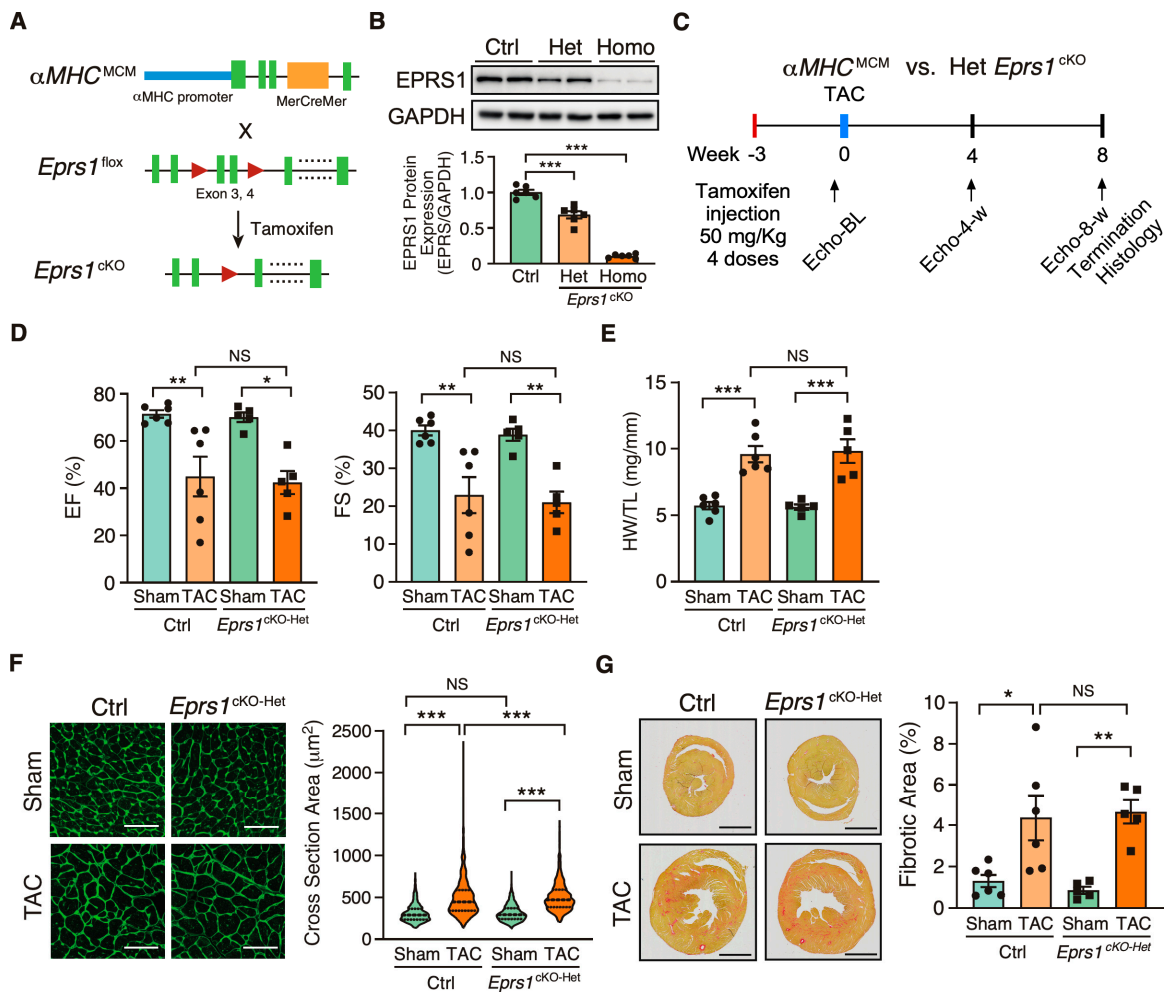 A
αMHC MCM
αMHC promoter
MerCreMer
X
Eprs1 flox
Exon 3, 4
Tamoxifen
Eprs1 cKO
B
Ctrl Het Homo
EPRS1
GAPDH
EPRS1 Protein
Expression
(EPRS/GAPDH)
1.5
1.0
0.5
0
***
***
Ctrl Het Homo
Eprs1 cKO
C
αMHC MCM vs. Het Eprs1 cKO
TAC
Week -3 0 4 8
Tamoxifen
injection
50 mg/Kg
4 doses
Echo-BL
Echo-4-w
Echo-8-w
Termination
Histology
D
EF (%)
80
60
40
20
0
NS
** *
Sham TAC Sham TAC
Ctrl Eprs1 cKO-Het
FS (%)
50
40
30
20
10
0
NS
** **
Sham TAC Sham TAC
Ctrl Eprs1 cKO-Het
E
HW/TL (mg/mm)
15
10
5
0
NS
*** ***
Sham TAC Sham TAC
Ctrl Eprs1 cKO-Het
F
Ctrl Eprs1 cKO-Het
Sham
TAC
Cross Section Area (μm2)
2500
2000
1500
1000
500
0
NS
*** ***
***
Sham TAC Sham TAC
Ctrl Eprs1 cKO-Het
G
Ctrl Eprs1 cKO-Het
Sham
TAC
Fibrotic Area (%)
10
8
6
4
2
0
* NS
**
Sham TAC Sham TAC
Ctrl Eprs1 cKO-Het